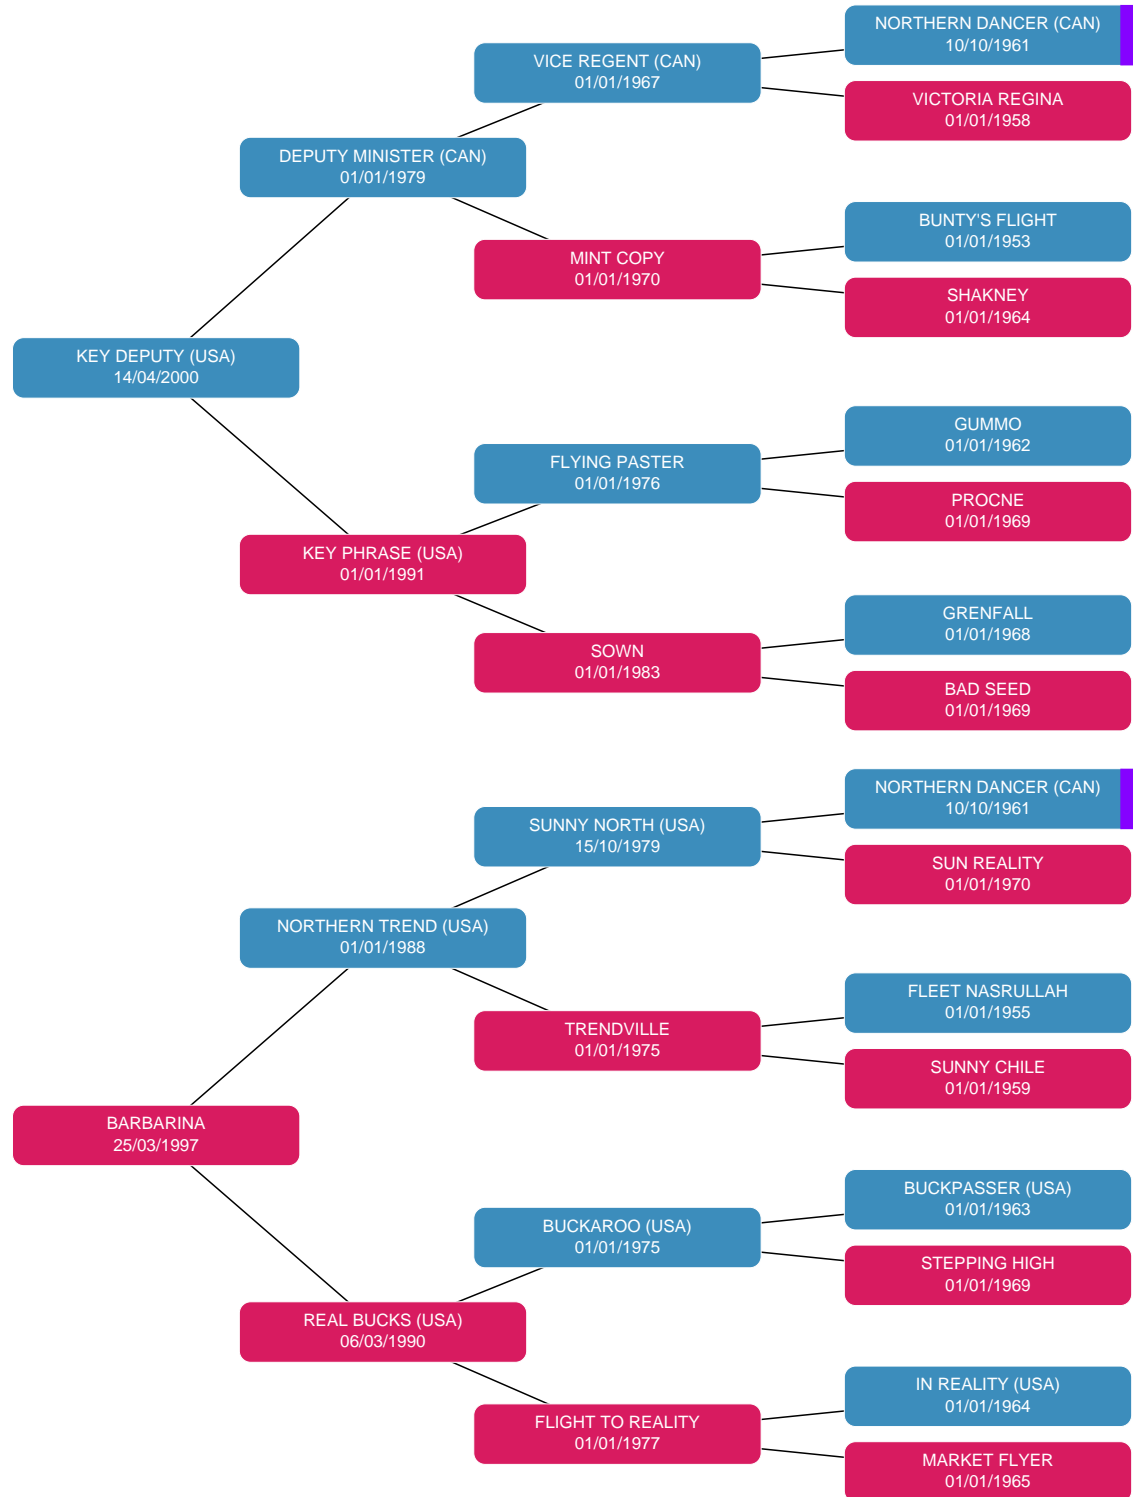 NORTHERN DANCER (CAN)
10/10/1961
VICE REGENT (CAN)
01/01/1967
VICTORIA REGINA
01/01/1958
DEPUTY MINISTER (CAN)
01/01/1979
BUNTY'S FLIGHT
01/01/1953
MINT COPY
01/01/1970
SHAKNEY
01/01/1964
KEY DEPUTY (USA)
14/04/2000
GUMMO
01/01/1962
FLYING PASTER
01/01/1976
PROCNE
01/01/1969
KEY PHRASE (USA)
01/01/1991
GRENFALL
01/01/1968
SOWN
01/01/1983
BAD SEED
01/01/1969
NORTHERN DANCER (CAN)
10/10/1961
SUNNY NORTH (USA)
15/10/1979
SUN REALITY
01/01/1970
NORTHERN TREND (USA)
01/01/1988
FLEET NASRULLAH
01/01/1955
TRENDVILLE
01/01/1975
SUNNY CHILE
01/01/1959
BARBARINA
25/03/1997
BUCKPASSER (USA)
01/01/1963
BUCKAROO (USA)
01/01/1975
STEPPING HIGH
01/01/1969
REAL BUCKS (USA)
06/03/1990
IN REALITY (USA)
01/01/1964
FLIGHT TO REALITY
01/01/1977
MARKET FLYER
01/01/1965